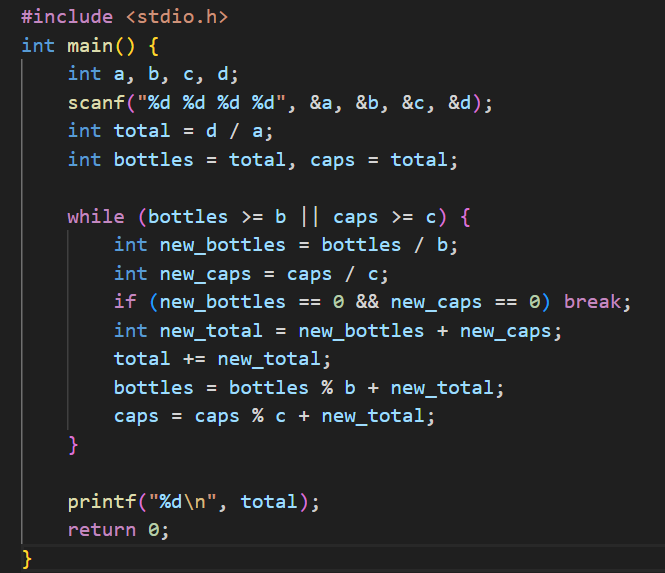 #include <stdio.h>
int main() {
    int a, b, c, d;
    scanf("%d %d %d %d", &a, &b, &c, &d);
    int total = d / a;
    int bottles = total, caps = total;

    while (bottles >= b || caps >= c) {
        int new_bottles = bottles / b;
        int new_caps = caps / c;
        if (new_bottles == 0 && new_caps == 0) break;
        int new_total = new_bottles + new_caps;
        total += new_total;
        bottles = bottles % b + new_total;
        caps = caps % c + new_total;
    }

    printf("%d\n", total);
    return 0;
}